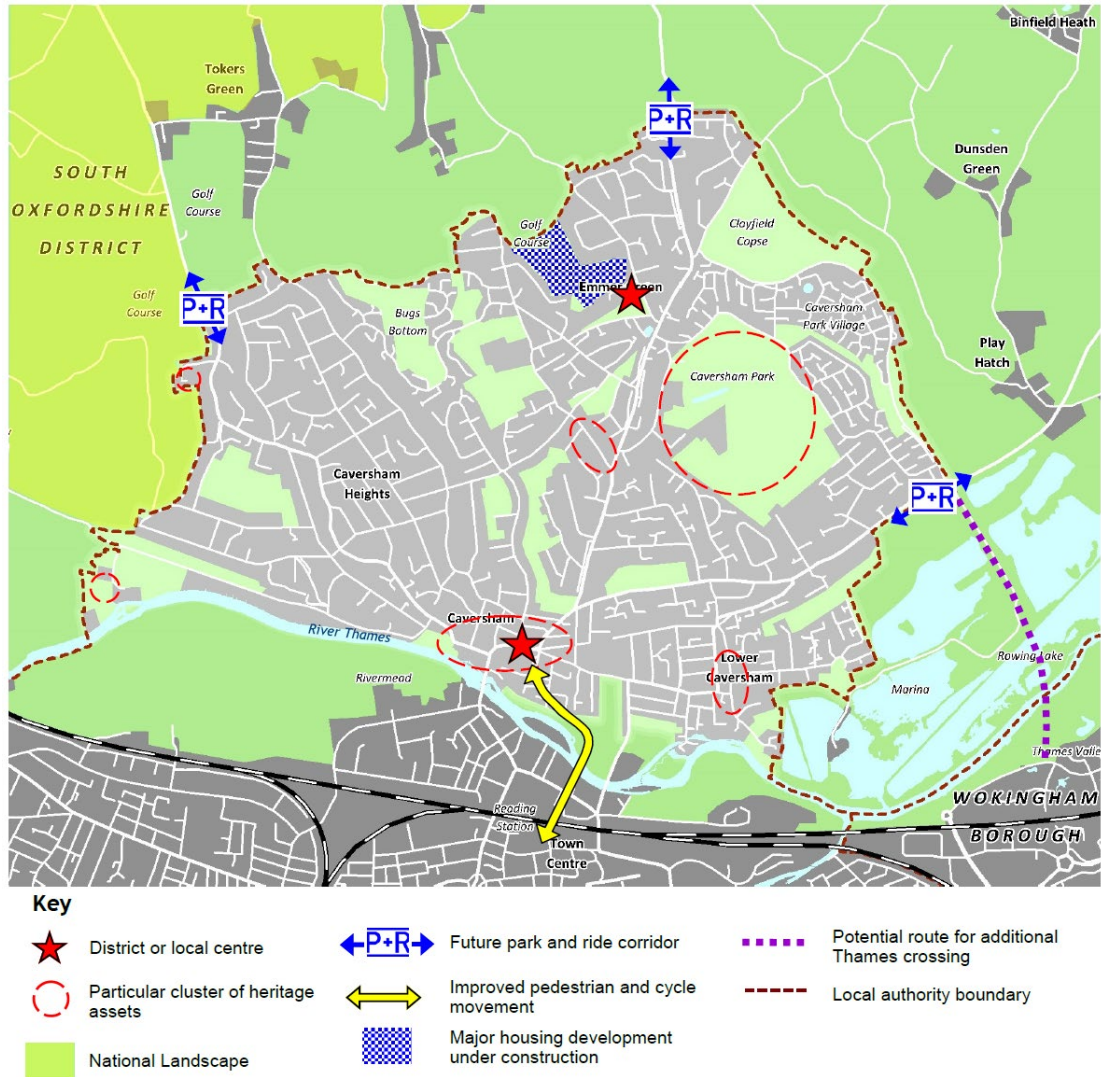 Binfield Heath
Tokers
Green
P+R
Dunsden
Green
SOUTH
OXFORDSHIRE
DISTRICT
Golf
Course
Golf
Course
Clayfield
Copse
Emmer Green
P+R
Golf
Course
Bugs
Bottom
Caversham
Park Village
Play
Hatch
Caversham Park
Caversham
Heights
P+R
River Thames
Caversham
Lower
Caversham
Rowing Lake
Rivermead
Marina
Thames Valle
Reading
Station
Town
Centre
WOKINGHAM
BOROUGH
Key
District or local centre
Particular cluster of heritage
assets
National Landscape
P+R
Future park and ride corridor
Improved pedestrian and cycle
movement
Major housing development
under construction
Potential route for additional
Thames crossing
Local authority boundary